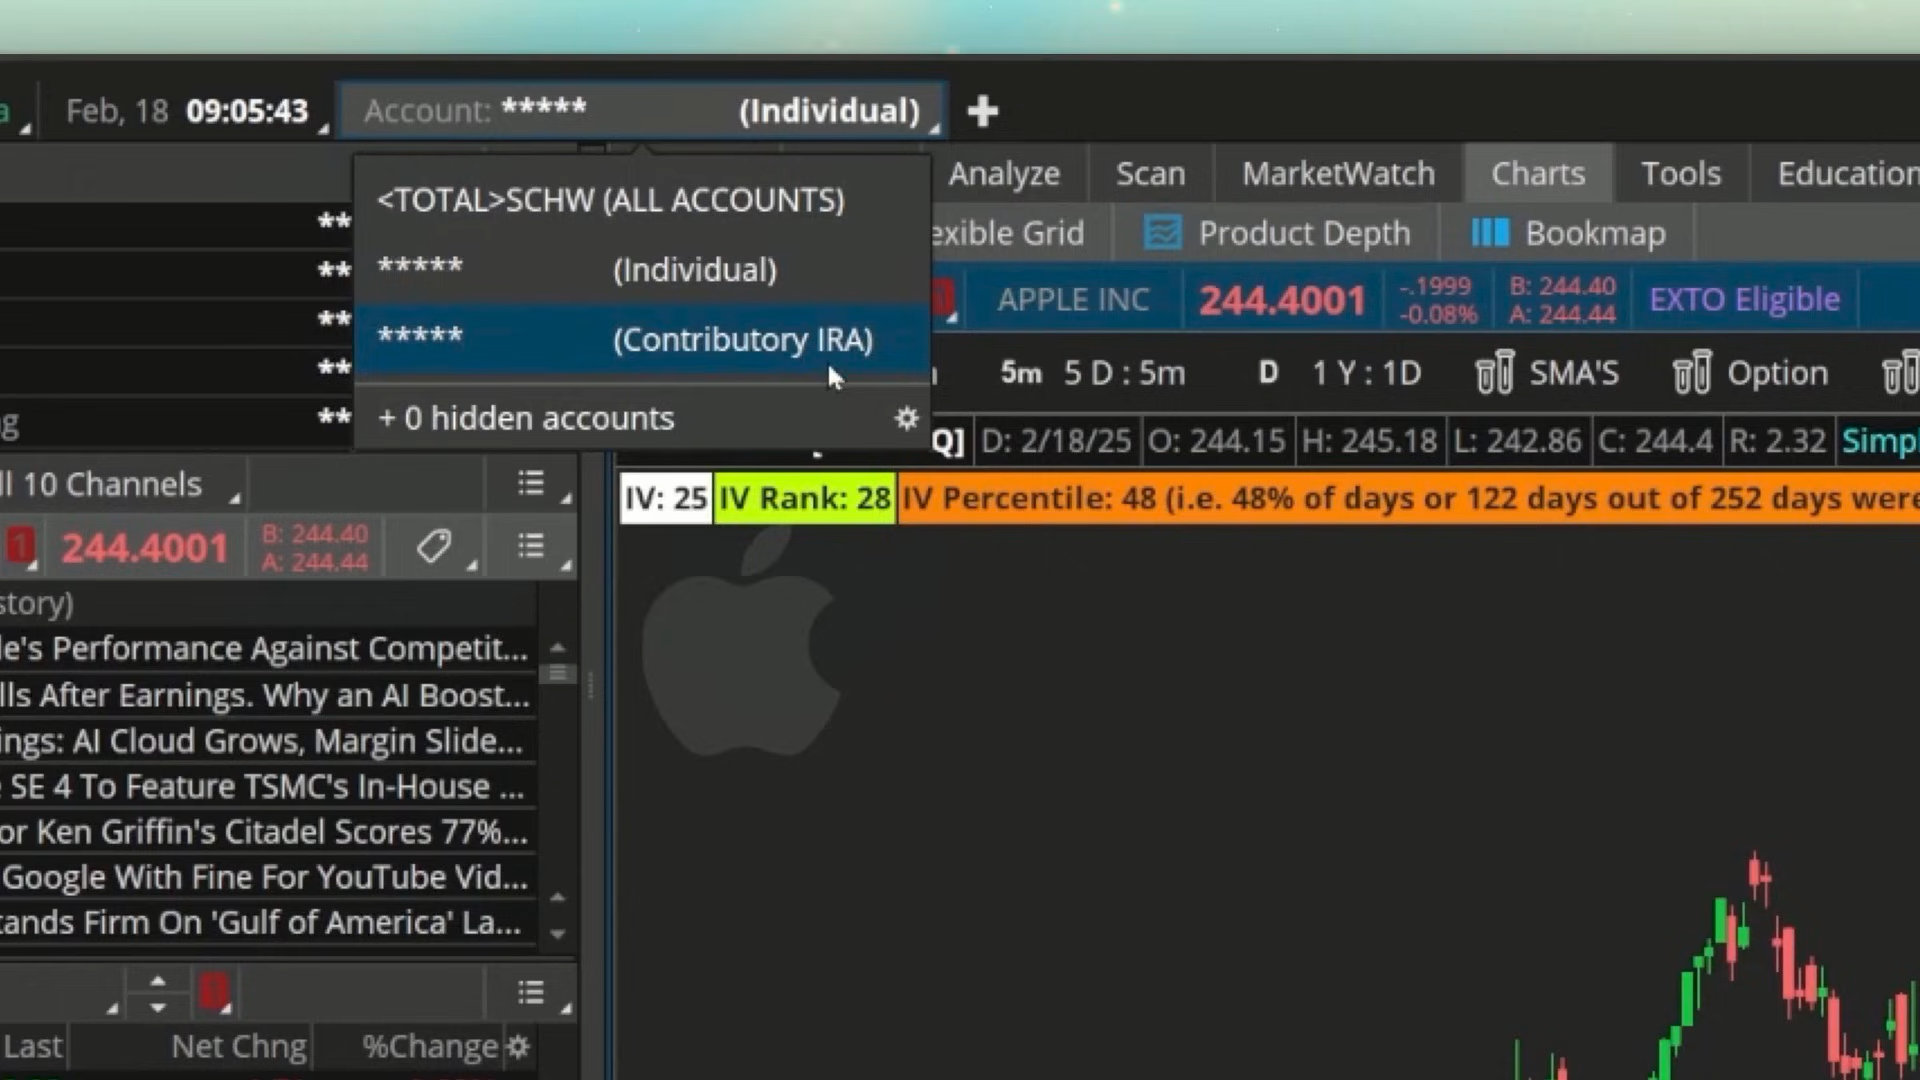 a Feb, 18 09:05:43 Account: ***** (Individual)
<TOTAL>SCHW (ALL ACCOUNTS)
***** (Individual)
***** (Contributory IRA)
+ 0 hidden accounts
**
**
**
**
g **
Analyze Scan MarketWatch Charts Tools Education
exible Grid Product Depth Bookmap
APPLE INC 244.4001 -.1999 -0.08% B: 244.40 A: 244.44 EXTO Eligible
5m 5 D : 5m D 1 Y : 1D SMA'S Option
Q] D: 2/18/25 O: 244.15 H: 245.18 L: 242.86 C: 244.4 R: 2.32 Simpl
IV: 25 IV Rank: 28 IV Percentile: 48 (i.e. 48% of days or 122 days out of 252 days were
ll 10 Channels
1 244.4001 B: 244.40 A: 244.44
story)
le's Performance Against Competit...
lls After Earnings. Why an AI Boost...
ings: AI Cloud Grows, Margin Slide...
SE 4 To Feature TSMC's In-House ...
or Ken Griffin's Citadel Scores 77%...
Google With Fine For YouTube Vid...
tands Firm On 'Gulf of America' La...
1
Last Net Chng %Change